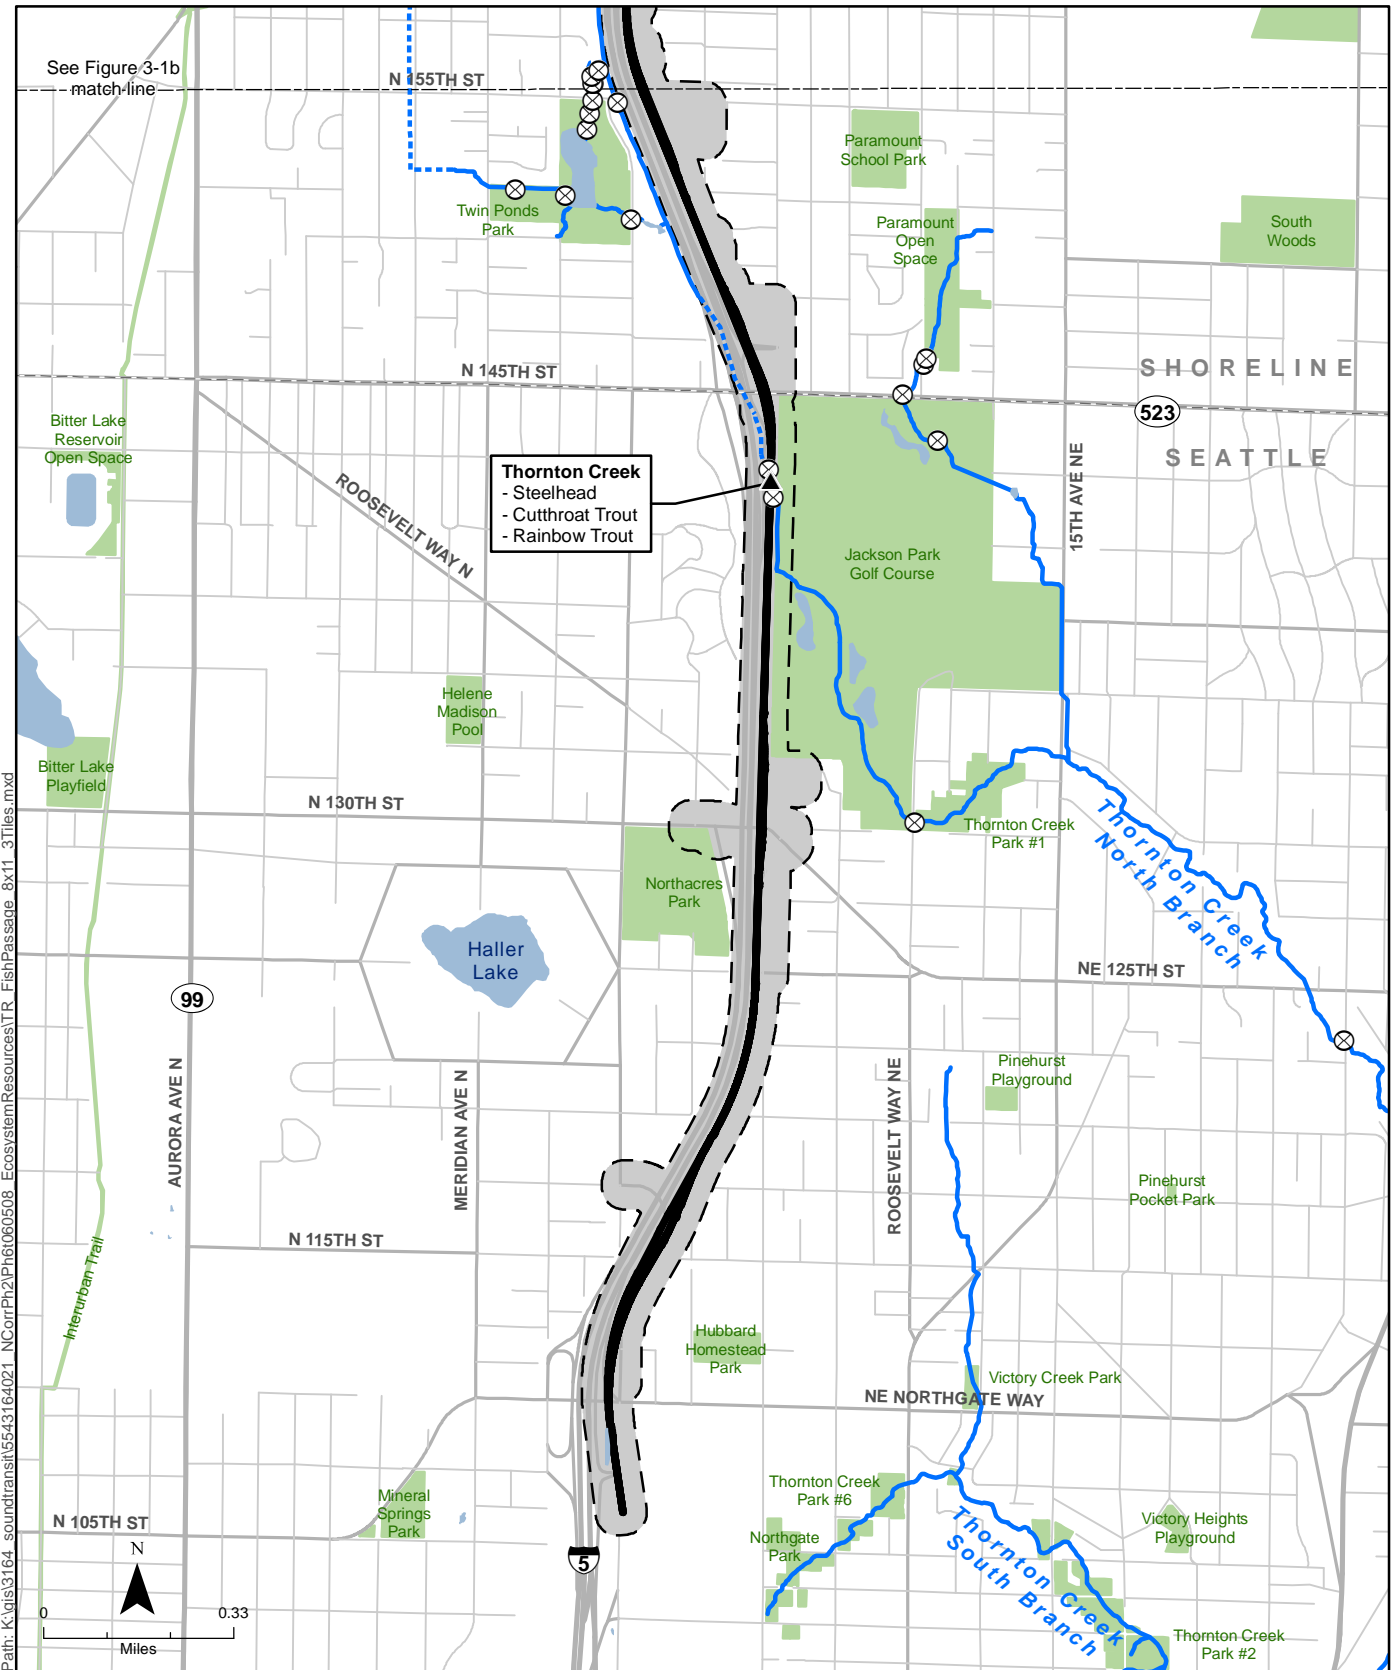 See Figure 3-1b
match-line
N 155TH ST
Paramount
School Park
Twin Ponds
Park
Paramount
Open
Space
South
Woods
N 145TH ST
SHORELINE
523
SEATTLE
Bitter Lake
Reservoir
Open Space
ROOSEVELT WAY N
Thornton Creek
- Steelhead
- Cutthroat Trout
- Rainbow Trout
15TH AVE NE
Jackson Park
Golf Course
Helene
Madison
Pool
Bitter Lake
Playfield
N 130TH ST
Thornton Creek
Park #1
Thornton Creek
North Branch
Northacres
Park
Haller
Lake
NE 125TH ST
99
AURORA AVE N
MERIDIAN AVE N
ROOSEVELT WAY NE
Pinehurst
Playground
Pinehurst
Pocket Park
N 115TH ST
Interurban Trail
Hubbard
Homestead
Park
Victory Creek Park
NE NORTHGATE WAY
Mineral
Springs
Park
Thornton Creek
Park #6
Northgate
Park
Victory Heights
Playground
Thornton Creek
South Branch
Thornton Creek
Park #2
N 105TH ST
5
N
0
0.33
Miles
Path: K:\gis\3164_soundtransit\55431640​21_NCorrPh2\Ph6t060508_EcosystemResources\TR_FishPassage_8x11_3Tiles.mxd